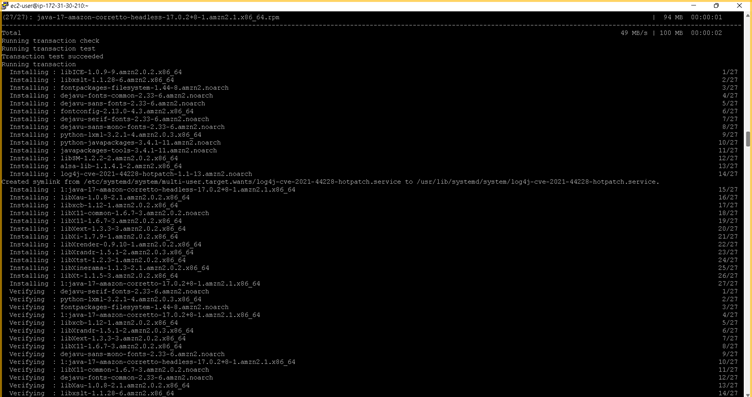 ec2-user@ip-172-31-30-210:~
(27/27): java-17-amazon-corretto-headless-17.0.2+8-1.amzn2.1.x86_64.rpm | 94 MB 00:00:01
Total 49 MB/s | 100 MB 00:00:02
Running transaction check
Running transaction test
Transaction test succeeded
Running transaction
Installing : libICE-1.0.9-9.amzn2.0.2.x86_64 1/27
Installing : libxslt-1.1.28-6.amzn2.x86_64 2/27
Installing : fontpackages-filesystem-1.44-8.amzn2.noarch 3/27
Installing : dejavu-fonts-common-2.33-6.amzn2.noarch 4/27
Installing : dejavu-sans-fonts-2.33-6.amzn2.noarch 5/27
Installing : fontconfig-2.13.0-4.3.amzn2.x86_64 6/27
Installing : dejavu-serif-fonts-2.33-6.amzn2.noarch 7/27
Installing : dejavu-sans-mono-fonts-2.33-6.amzn2.noarch 8/27
Installing : python-lxml-3.2.1-4.amzn2.0.3.x86_64 9/27
Installing : python-javapackages-3.4.1-11.amzn2.noarch 10/27
Installing : javapackages-tools-3.4.1-11.amzn2.noarch 11/27
Installing : libSM-1.2.2-2.amzn2.0.2.x86_64 12/27
Installing : alsa-lib-1.1.4.1-2.amzn2.x86_64 13/27
Installing : log4j-cve-2021-44228-hotpatch-1.1-13.amzn2.noarch 14/27
Created symlink from /etc/systemd/system/multi-user.target.wants/log4j-cve-2021-44228-hotpatch.service to /usr/lib/systemd/system/log4j-cve-2021-44228-hotpatch.service.
Installing : 1:java-17-amazon-corretto-headless-17.0.2+8-1.amzn2.1.x86_64 15/27
Installing : libXau-1.0.8-2.1.amzn2.0.2.x86_64 16/27
Installing : libxcb-1.12-1.amzn2.0.2.x86_64 17/27
Installing : libX11-common-1.6.7-3.amzn2.0.2.noarch 18/27
Installing : libX11-1.6.7-3.amzn2.0.2.x86_64 19/27
Installing : libXext-1.3.3-3.amzn2.0.2.x86_64 20/27
Installing : libXi-1.7.9-1.amzn2.0.2.x86_64 21/27
Installing : libXrender-0.9.10-1.amzn2.0.2.x86_64 22/27
Installing : libXrandr-1.5.1-2.amzn2.0.3.x86_64 23/27
Installing : libXtst-1.2.3-1.amzn2.0.2.x86_64 24/27
Installing : libXinerama-1.1.3-2.1.amzn2.0.2.x86_64 25/27
Installing : libXt-1.1.5-3.amzn2.0.2.x86_64 26/27
Installing : 1:java-17-amazon-corretto-17.0.2+8-1.amzn2.1.x86_64 27/27
Verifying : dejavu-serif-fonts-2.33-6.amzn2.noarch 1/27
Verifying : python-lxml-3.2.1-4.amzn2.0.3.x86_64 2/27
Verifying : fontpackages-filesystem-1.44-8.amzn2.noarch 3/27
Verifying : 1:java-17-amazon-corretto-17.0.2+8-1.amzn2.1.x86_64 4/27
Verifying : libxcb-1.12-1.amzn2.0.2.x86_64 5/27
Verifying : libXrandr-1.5.1-2.amzn2.0.3.x86_64 6/27
Verifying : libXext-1.3.3-3.amzn2.0.2.x86_64 7/27
Verifying : libX11-1.6.7-3.amzn2.0.2.x86_64 8/27
Verifying : dejavu-sans-mono-fonts-2.33-6.amzn2.noarch 9/27
Verifying : 1:java-17-amazon-corretto-headless-17.0.2+8-1.amzn2.1.x86_64 10/27
Verifying : libX11-common-1.6.7-3.amzn2.0.2.noarch 11/27
Verifying : dejavu-fonts-common-2.33-6.amzn2.noarch 12/27
Verifying : libXau-1.0.8-2.1.amzn2.0.2.x86_64 13/27
Verifying : libxslt-1.1.28-6.amzn2.x86_64 14/27